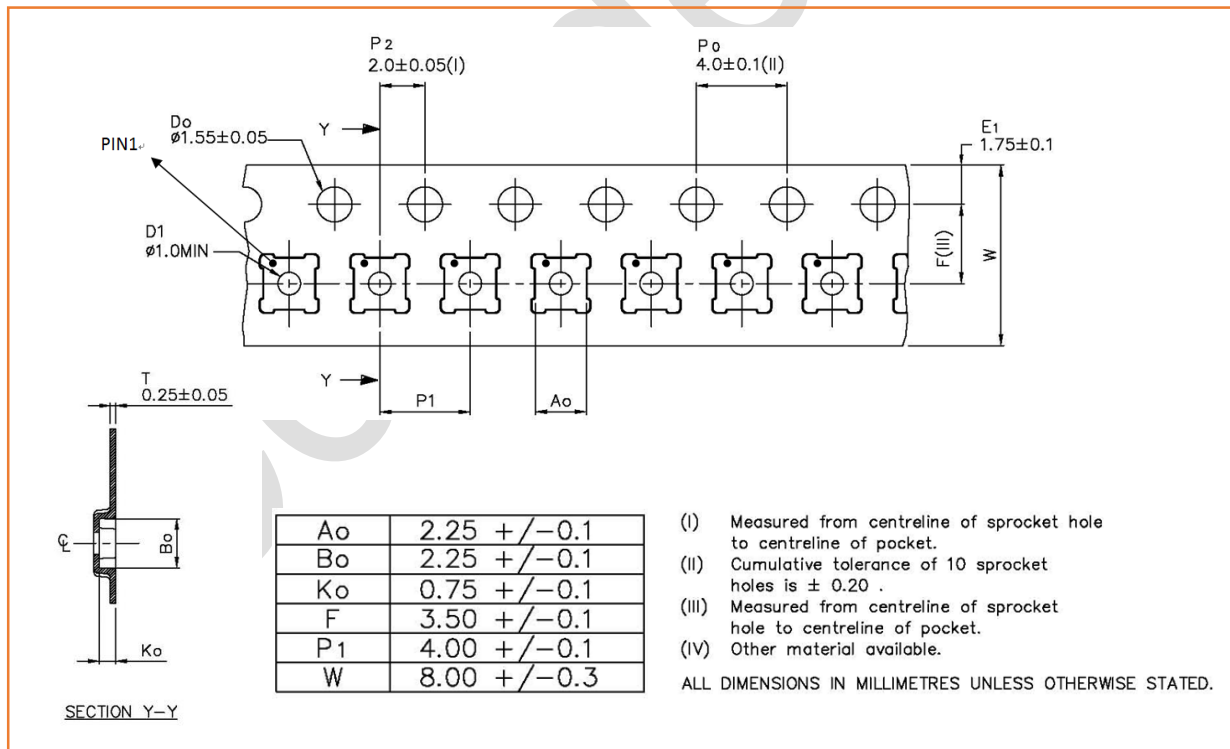 P2
2.0±0.05(I)
Po
4.0±0.1(II)
Do
ø1.55±0.05
Y
E1
1.75±0.1
PIN1
D1
ø1.0MIN
F(III)
W
Y
P1
Ao
T
0.25±0.05
Bo
Ko
SECTION Y-Y
Ao 2.25 +/-0.1
Bo 2.25 +/-0.1
Ko 0.75 +/-0.1
F 3.50 +/-0.1
P1 4.00 +/-0.1
W 8.00 +/-0.3
(I) Measured from centreline of sprocket hole
to centreline of pocket.
(II) Cumulative tolerance of 10 sprocket
holes is ± 0.20 .
(III) Measured from centreline of sprocket
hole to centreline of pocket.
(IV) Other material available.
ALL DIMENSIONS IN MILLIMETRES UNLESS OTHERWISE STATED.